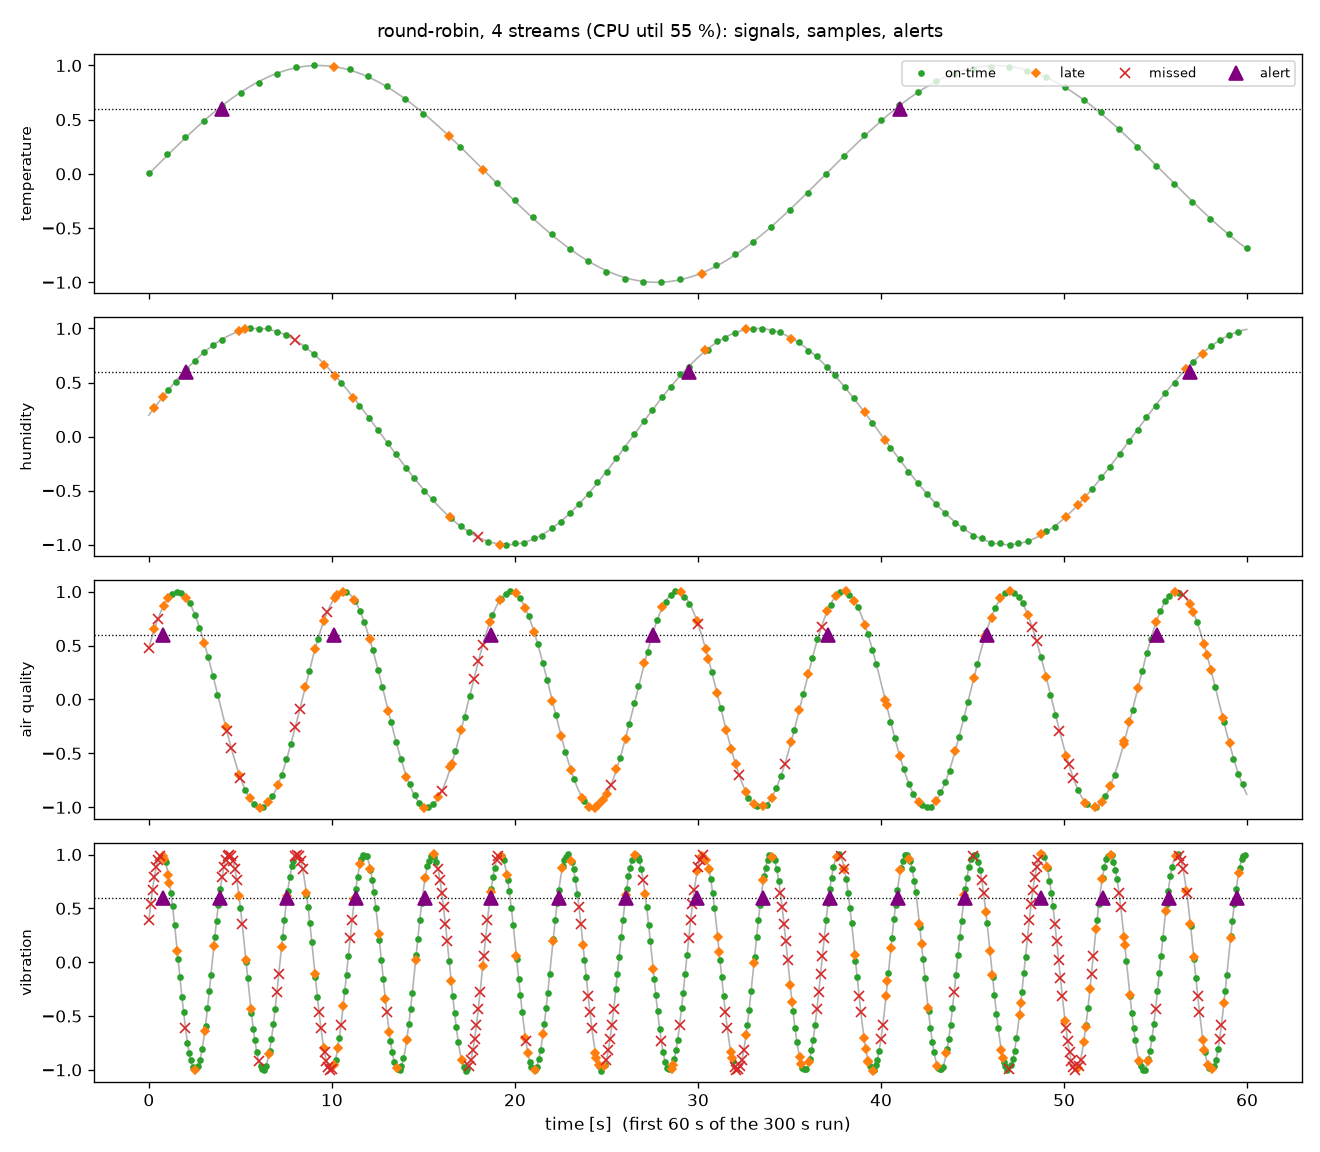 round-robin, 4 streams (CPU util 55 %): signals, samples, alerts
on-time late missed alert
1.0
0.5
0.0
−0.5
−1.0
temperature
1.0
0.5
0.0
−0.5
−1.0
humidity
1.0
0.5
0.0
−0.5
−1.0
air quality
1.0
0.5
0.0
−0.5
−1.0
vibration
0 10 20 30 40 50 60
time [s] (first 60 s of the 300 s run)